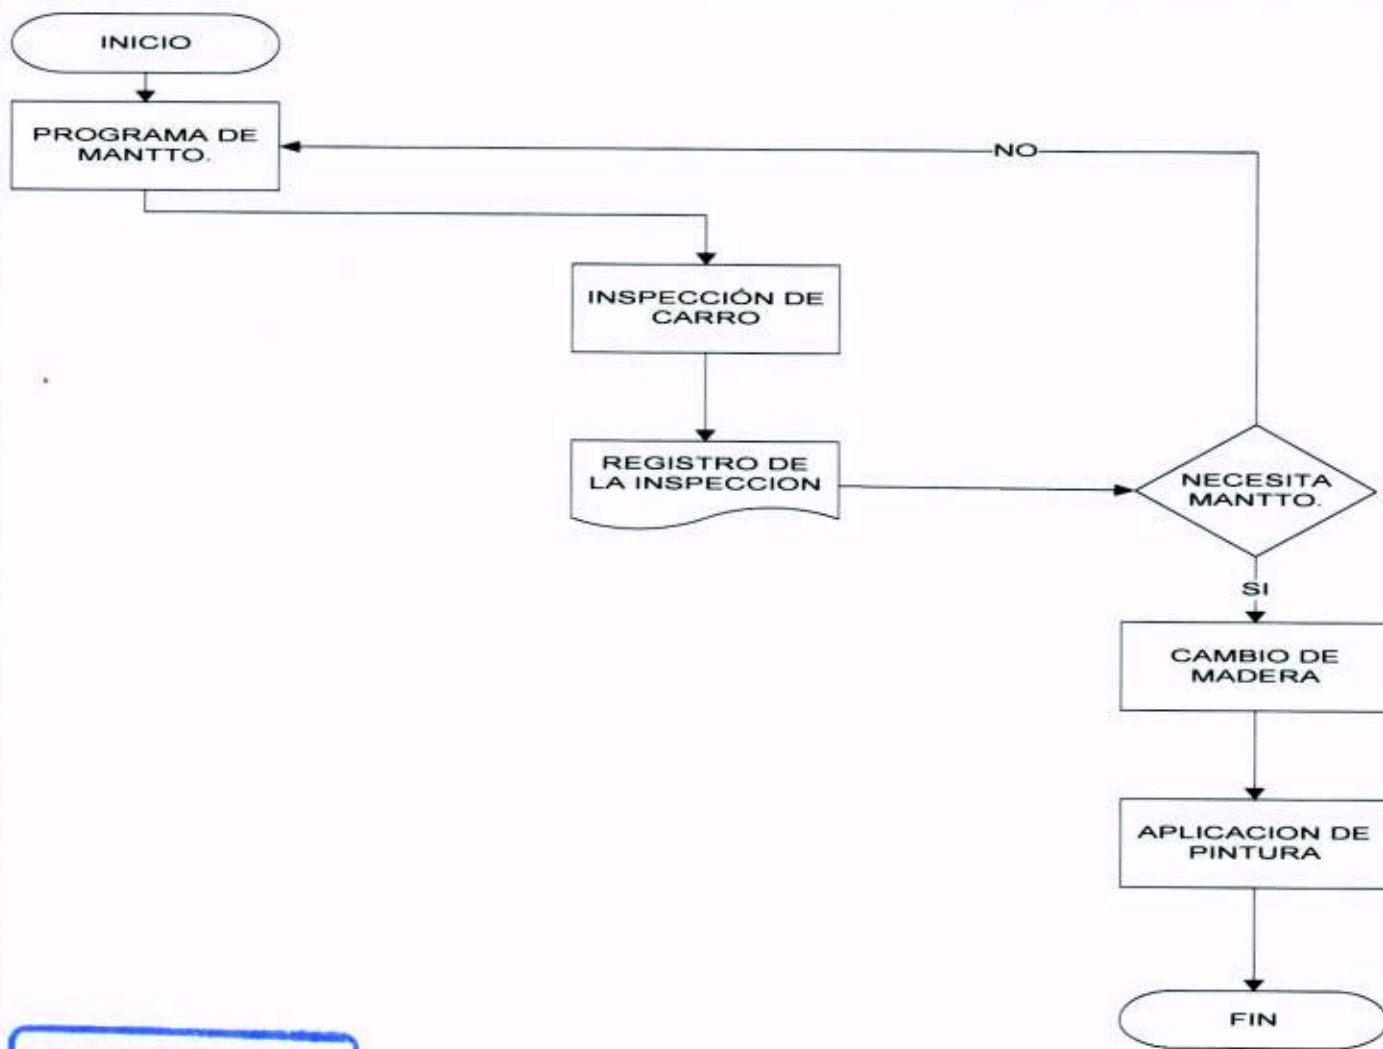 INICIO
PROGRAMA DE
MANTTO.
NO
INSPECCIÓN DE
CARRO
REGISTRO DE
LA INSPECCION
NECESITA
MANTTO.
SI
CAMBIO DE
MADERA
APLICACION DE
PINTURA
FIN